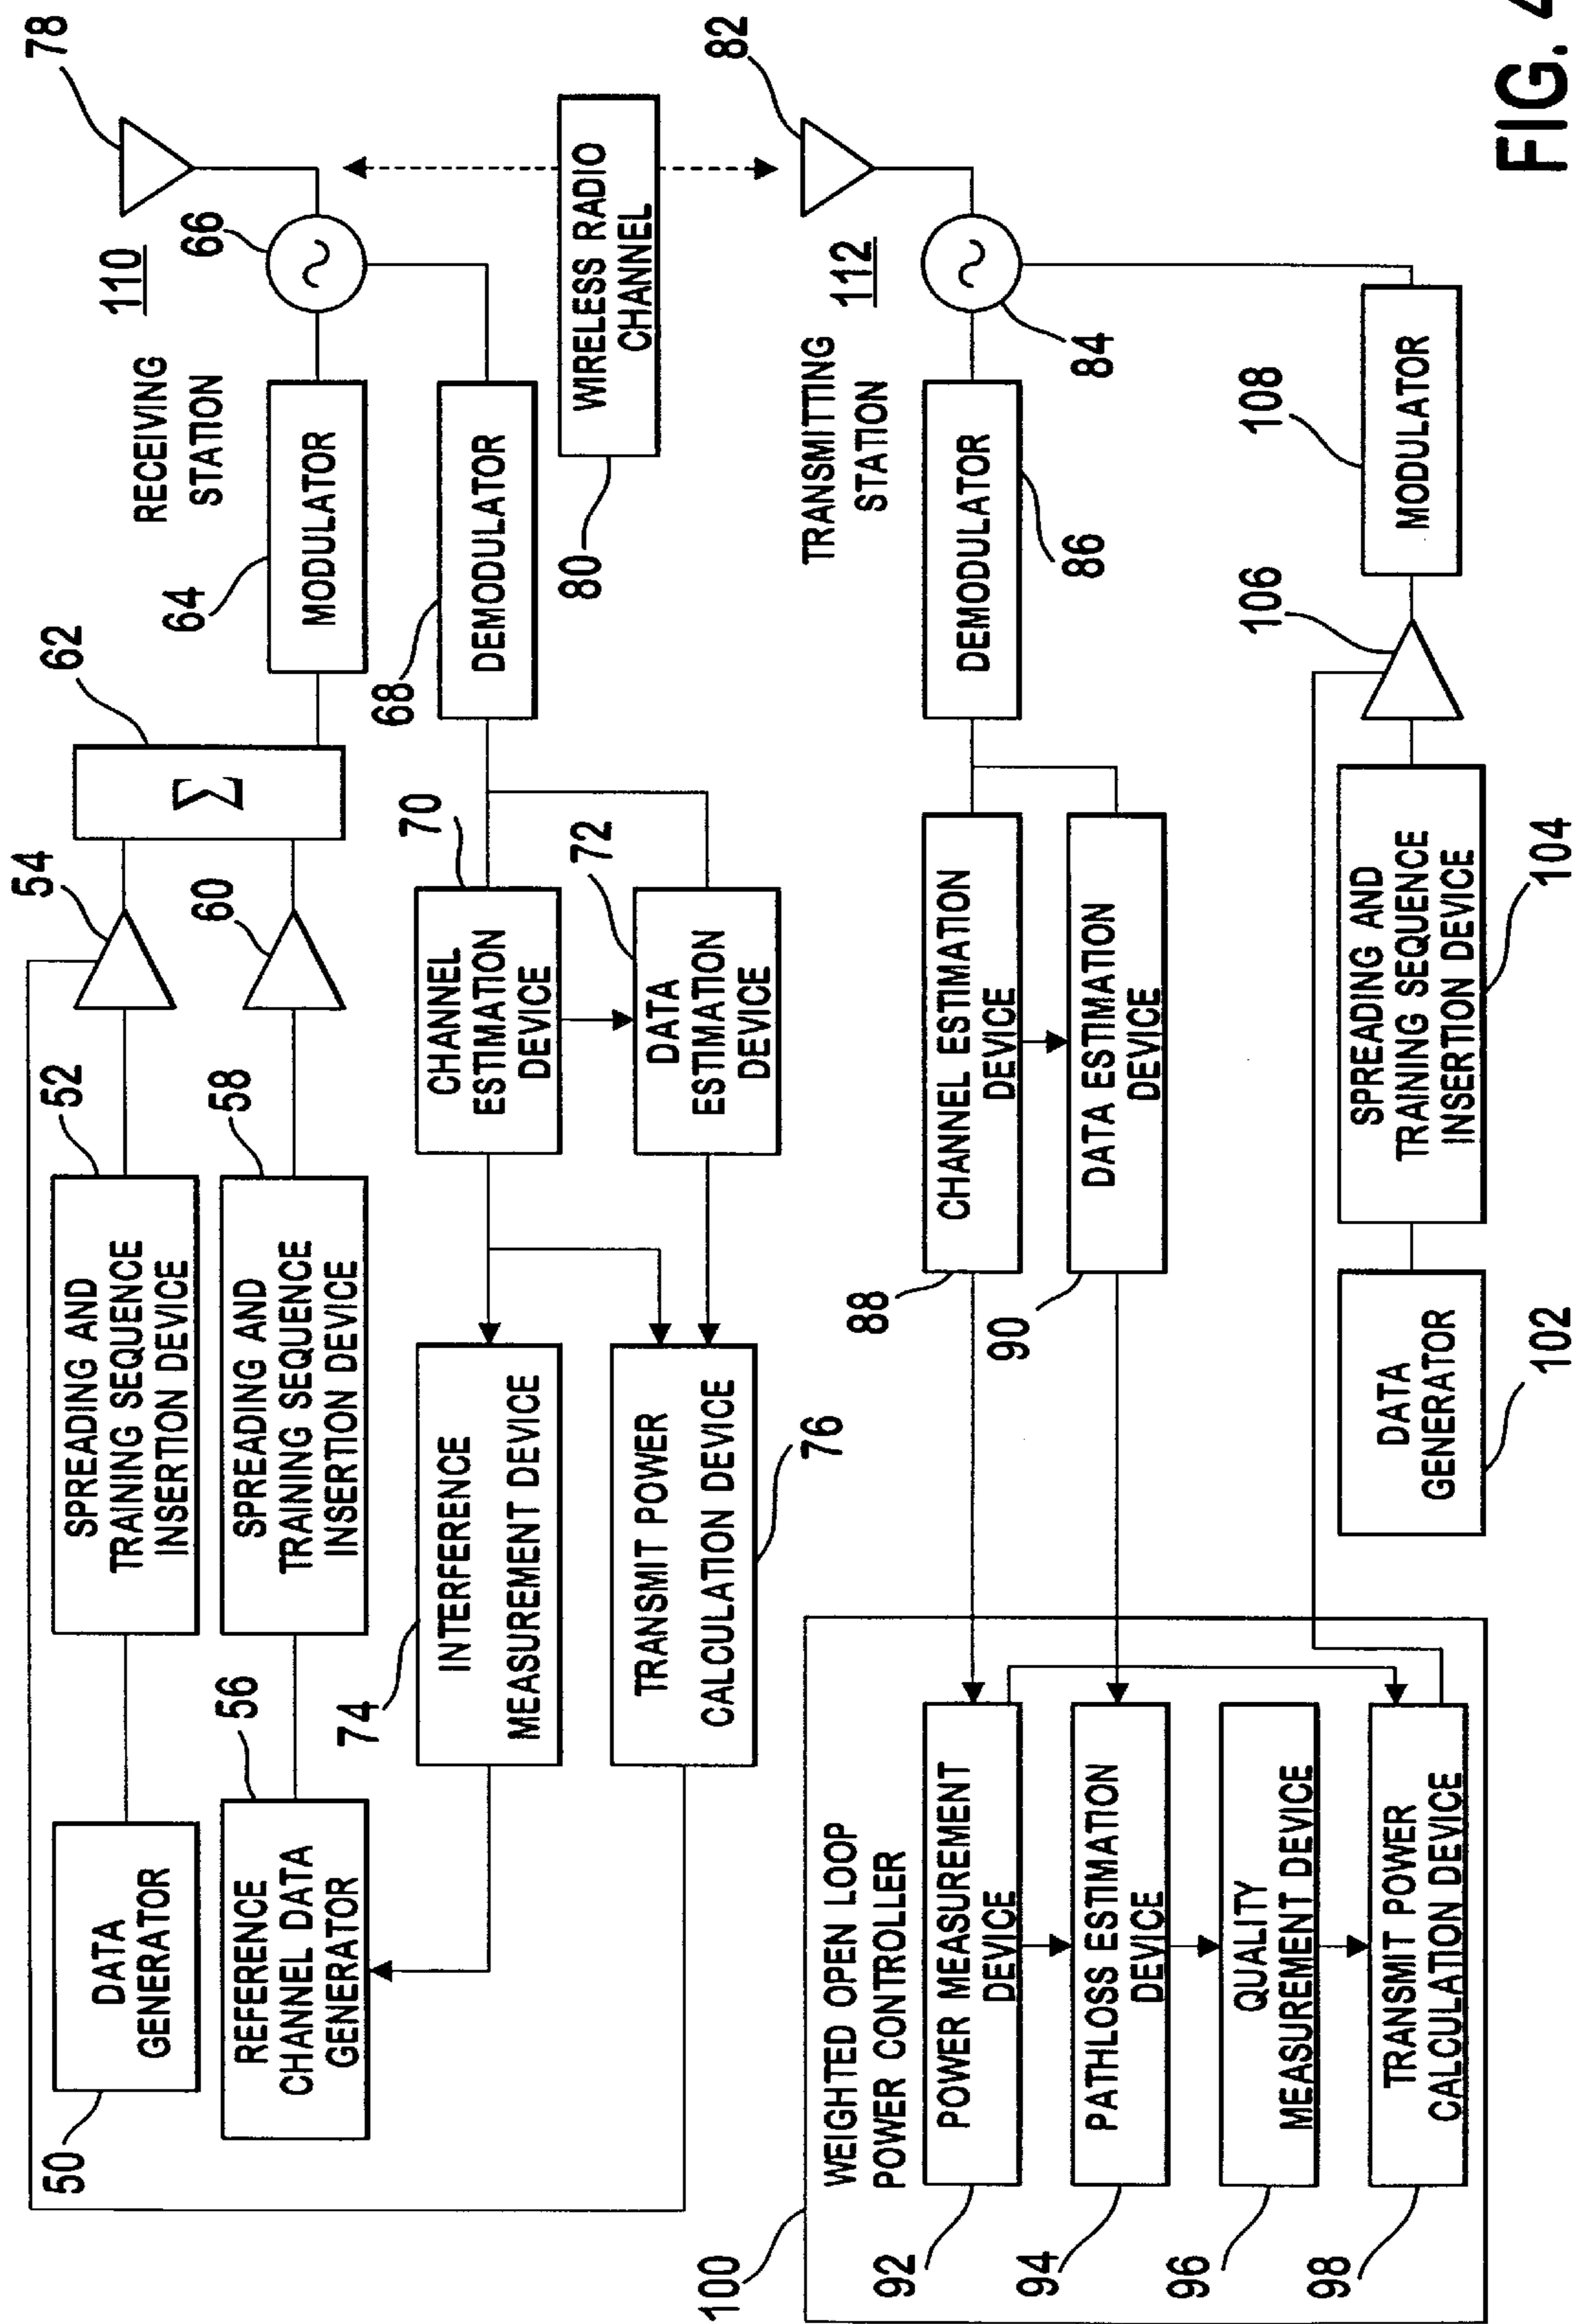 78
110
66
RECEIVING
STATION
62
64
MODULATOR
54
Σ
60
52
SPREADING AND
TRAINING SEQUENCE
INSERTION DEVICE
58
SPREADING AND
TRAINING SEQUENCE
INSERTION DEVICE
50
DATA
GENERATOR
56
REFERENCE
CHANNEL DATA
GENERATOR
68
DEMODULATOR
70
CHANNEL
ESTIMATION
DEVICE
72
DATA
ESTIMATION
DEVICE
74
INTERFERENCE
MEASUREMENT DEVICE
TRANSMIT POWER
CALCULATION DEVICE
76
80
WIRELESS RADIO
CHANNEL
82
112
TRANSMITTING
STATION
84
DEMODULATOR
86
88
CHANNEL ESTIMATION
DEVICE
90
DATA ESTIMATION
DEVICE
100
WEIGHTED OPEN LOOP
POWER CONTROLLER
92
POWER MEASUREMENT
DEVICE
94
PATHLOSS ESTIMATION
DEVICE
96
QUALITY
MEASUREMENT DEVICE
98
TRANSMIT POWER
CALCULATION DEVICE
DATA
GENERATOR
102
SPREADING AND
TRAINING SEQUENCE
INSERTION DEVICE
104
106
108
MODULATOR
FIG. 4